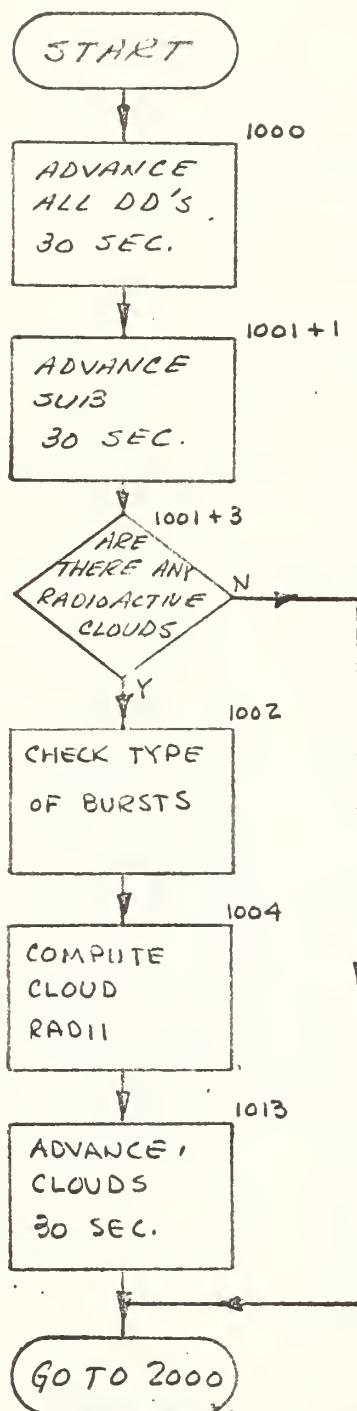 START
1000
ADVANCE
ALL DD'S
30 SEC.
1001+1
ADVANCE
SUB
30 SEC.
1001+3
ARE
THERE ANY
RADIOACTIVE
CLOUDS
N
Y
1002
CHECK TYPE
OF BURSTS
1004
COMPUTE
CLOUD
RADII
1013
ADVANCE
CLOUDS
30 SEC.
GO TO 2000